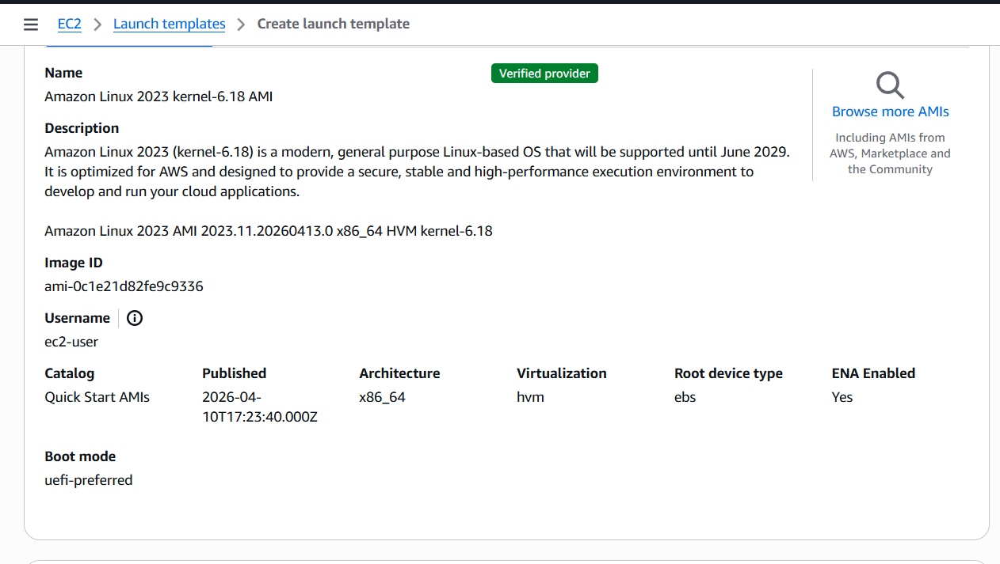 EC2 > Launch templates > Create launch template
Name
Verified provider
Amazon Linux 2023 kernel-6.18 AMI
Description
Amazon Linux 2023 (kernel-6.18) is a modern, general purpose Linux-based OS that will be supported until June 2029.
It is optimized for AWS and designed to provide a secure, stable and high-performance execution environment to
develop and run your cloud applications.
Amazon Linux 2023 AMI 2023.11.20260413.0 x86_64 HVM kernel-6.18
Image ID
ami-0c1e21d82fe9c9336
Username
ec2-user
Catalog
Quick Start AMIs
Published
2026-04-
10T17:23:40.000Z
Architecture
x86_64
Virtualization
hvm
Root device type
ebs
ENA Enabled
Yes
Boot mode
uefi-preferred
Browse more AMIs
Including AMIs from
AWS, Marketplace and
the Community